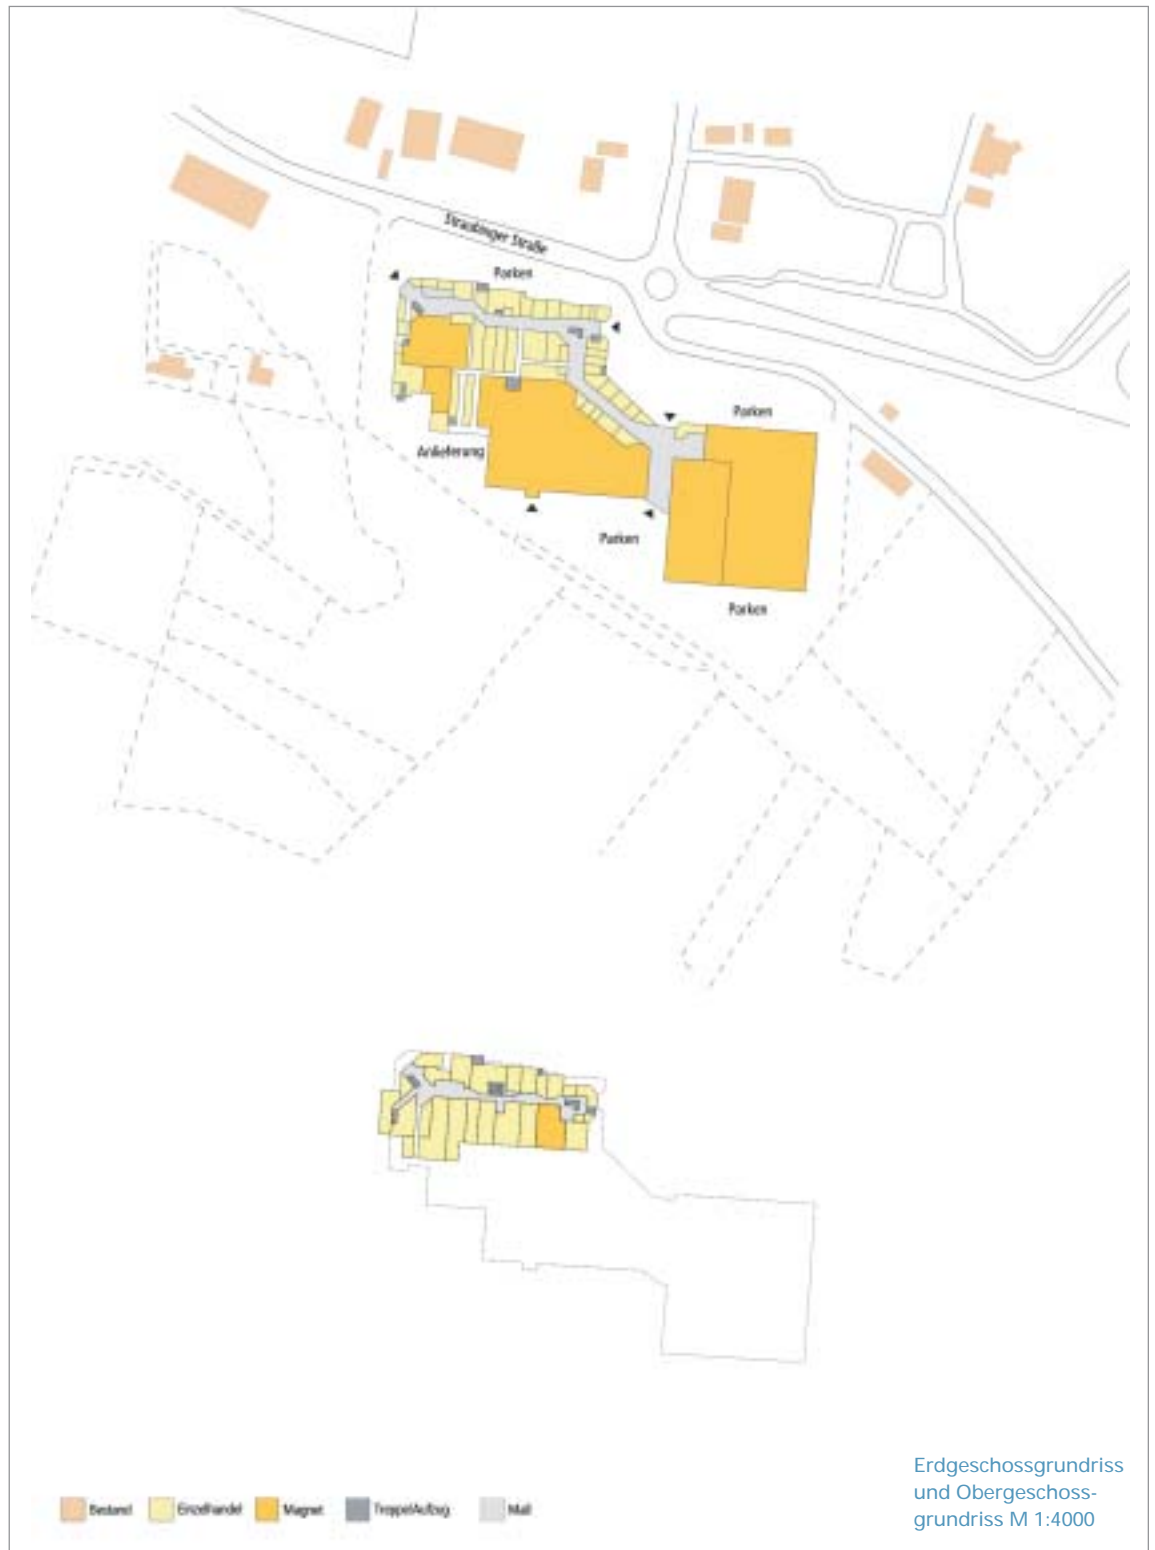 Straubinger Straße
Parken
Parken
Anlieferung
Parken
Parken
Bestand
Einzelhandel
Magnet
Treppe/Aufzug
Mall
Erdgeschossgrundriss
und Obergeschoss-
grundriss M 1:4000